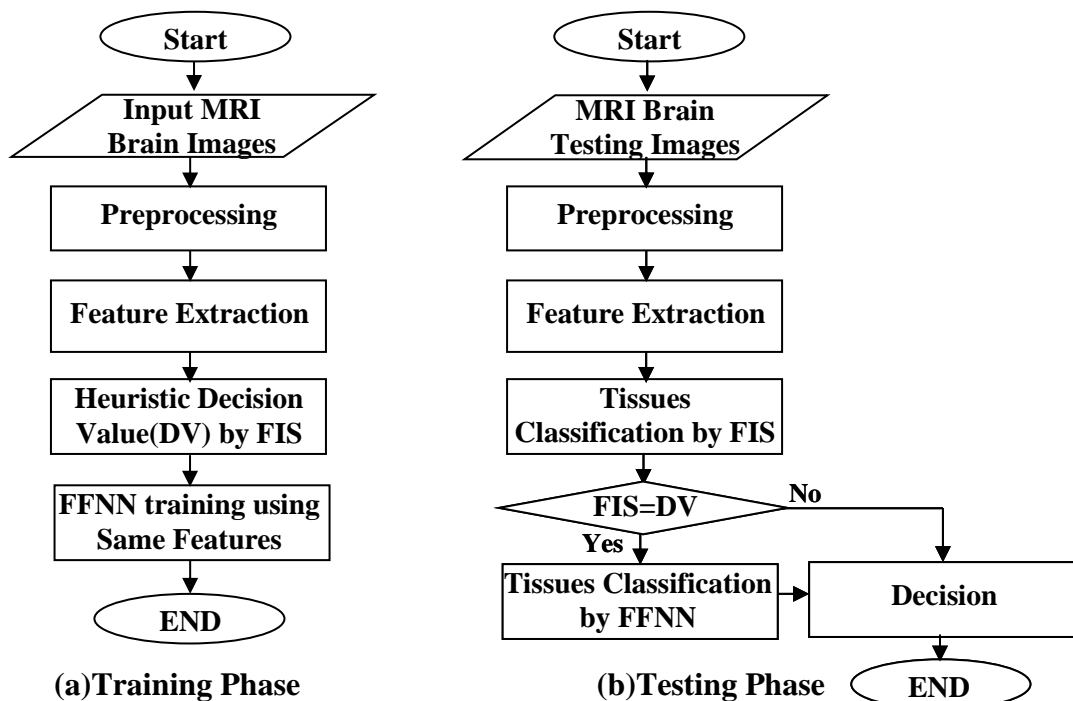 Start
Input MRI
Brain Images
Preprocessing
Feature Extraction
Heuristic Decision
Value(DV) by FIS
FFNN training using
Same Features
END
(a)Training Phase
Start
MRI Brain
Testing Images
Preprocessing
Feature Extraction
Tissues
Classification by FIS
FIS=DV
No
Yes
Tissues Classification
by FFNN
Decision
END
(b)Testing Phase